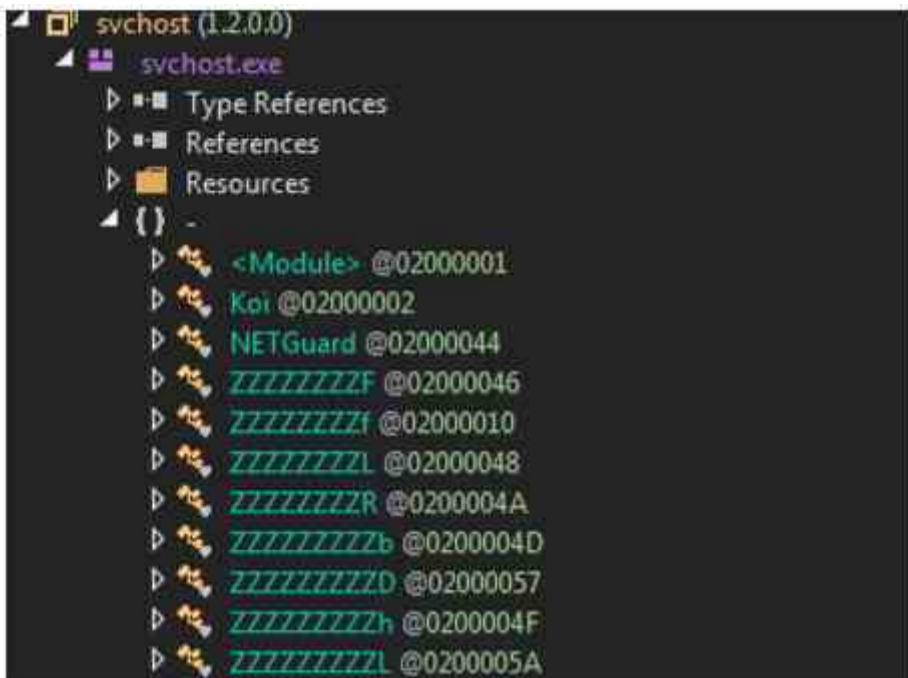 svchost (1.2.0.0)
svchost.exe
Type References
References
Resources
{ } -
<Module> @02000001
Koi @02000002
NETGuard @02000044
ZZZZZZZZF @02000046
ZZZZZZZZf @02000010
ZZZZZZZZL @02000048
ZZZZZZZZR @0200004A
ZZZZZZZZZb @0200004D
ZZZZZZZZZD @02000057
ZZZZZZZZZh @0200004F
ZZZZZZZZZL @0200005A